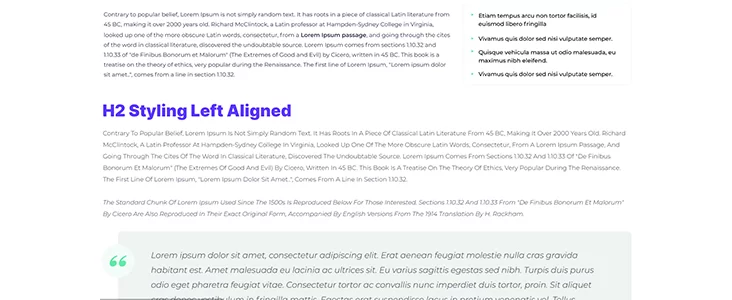 Contrary to popular belief, Lorem Ipsum is not simply random text. It has roots in a piece of classical Latin literature from
45 BC, making it over 2000 years old. Richard McClintock, a Latin professor at Hampden-Sydney College in Virginia,
looked up one of the more obscure Latin words, consectetur, from a Lorem Ipsum passage, and going through the cites
of the word in classical literature, discovered the undoubtable source. Lorem Ipsum comes from sections 1.10.32 and
1.10.33 of "de Finibus Bonorum et Malorum" (The Extremes of Good and Evil) by Cicero, written in 45 BC. This book is a
treatise on the theory of ethics, very popular during the Renaissance. The first line of Lorem Ipsum, "Lorem ipsum dolor
sit amet..", comes from a line in section 1.10.32.
Etiam tempus arcu non tortor facilisis, id
euismod libero fringilla
Vivamus quis dolor sed nisi vulputate semper.
Quisque vehicula massa ut odio malesuada, eu
maximus nibh eleifend.
Vivamus quis dolor sed nisi vulputate semper.
H2 Styling Left Aligned
Contrary To Popular Belief, Lorem Ipsum Is Not Simply Random Text. It Has Roots In A Piece Of Classical Latin Literature From 45 BC, Making It Over 2000 Years Old. Richard
McClintock, A Latin Professor At Hampden-Sydney College In Virginia, Looked Up One Of The More Obscure Latin Words, Consectetur, From A Lorem Ipsum Passage, And
Going Through The Cites Of The Word In Classical Literature, Discovered The Undoubtable Source. Lorem Ipsum Comes From Sections 1.10.32 And 1.10.33 Of "De Finibus
Bonorum Et Malorum" (The Extremes Of Good And Evil) By Cicero, Written In 45 BC. This Book Is A Treatise On The Theory Of Ethics, Very Popular During The Renaissance.
The First Line Of Lorem Ipsum, "Lorem Ipsum Dolor Sit Amet..", Comes From A Line In Section 1.10.32.
The Standard Chunk Of Lorem Ipsum Used Since The 1500s Is Reproduced Below For Those Interested. Sections 1.10.32 And 1.10.33 From "De Finibus Bonorum Et Malorum"
By Cicero Are Also Reproduced In Their Exact Original Form, Accompanied By English Versions From The 1914 Translation By H. Rackham.
Lorem ipsum dolor sit amet, consectetur adipiscing elit. Erat aenean feugiat molestie nulla cras gravida
habitant est. Amet malesuada eu lacinia ac ultrices sit. Eu varius sagittis egestas sed nibh. Turpis duis purus
odio eget pharetra feugiat vitae. Consectetur tortor ac convallis nunc imperdiet duis tortor, proin. Sit aliquet